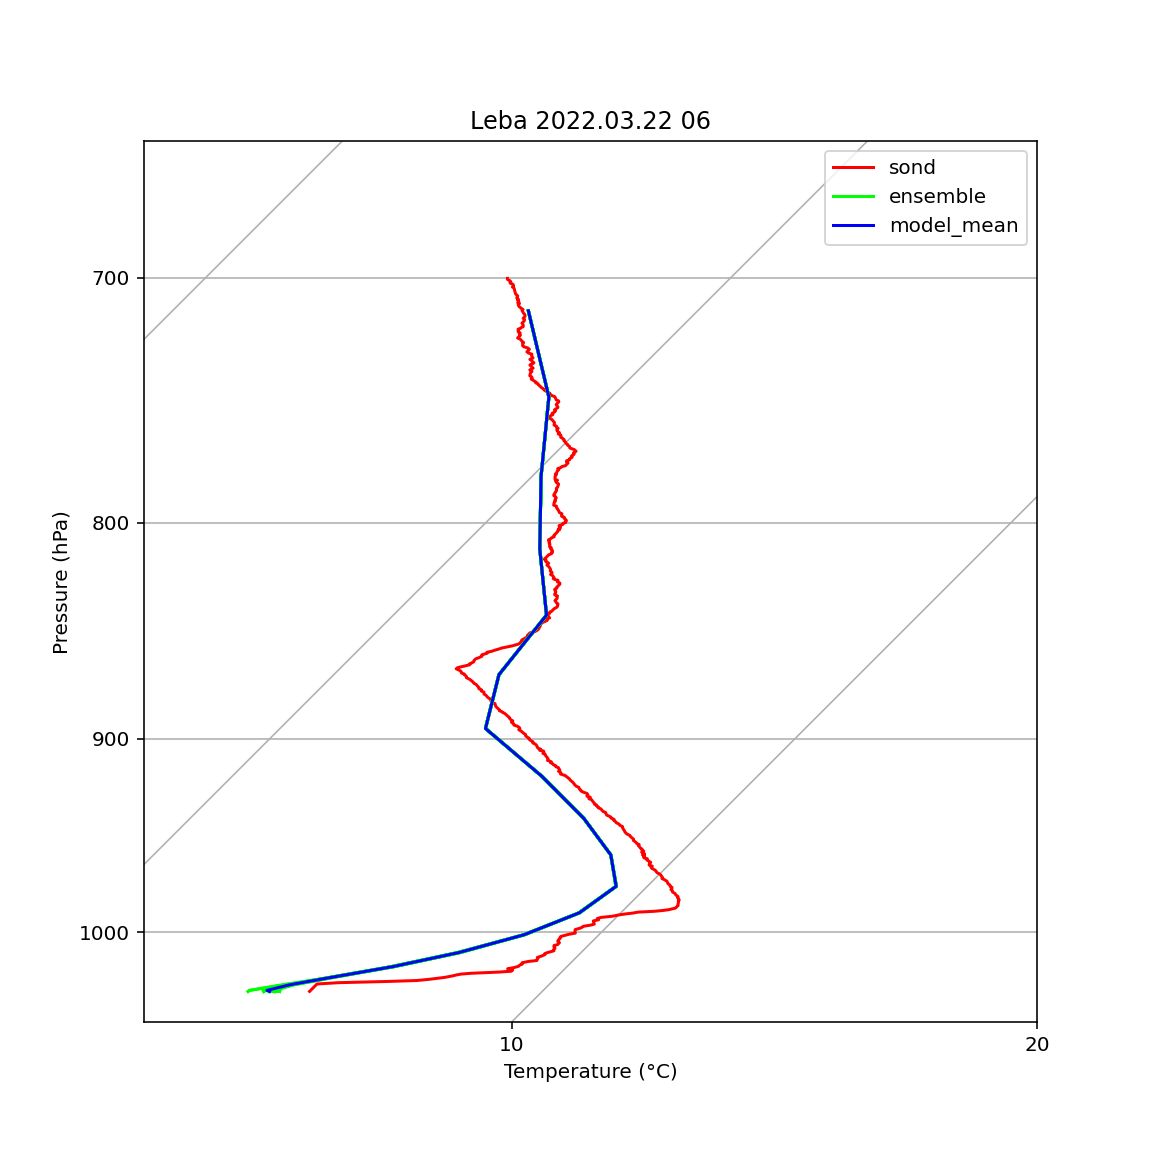 Leba 2022.03.22 06
sond
ensemble
model_mean
700
800
900
1000
Pressure (hPa)
10
20
Temperature (°C)